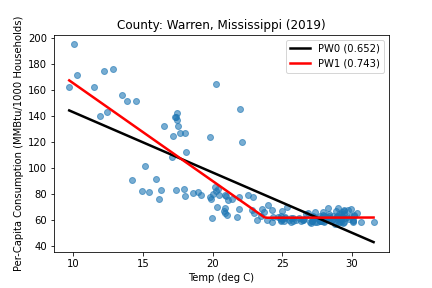 County: Warren, Mississippi (2019)
Per-Capita Consumption (MMBtu/1000 Households)
200
180
160
140
120
100
80
60
40
PW0 (0.652)
PW1 (0.743)
10 15 20 25 30
Temp (deg C)